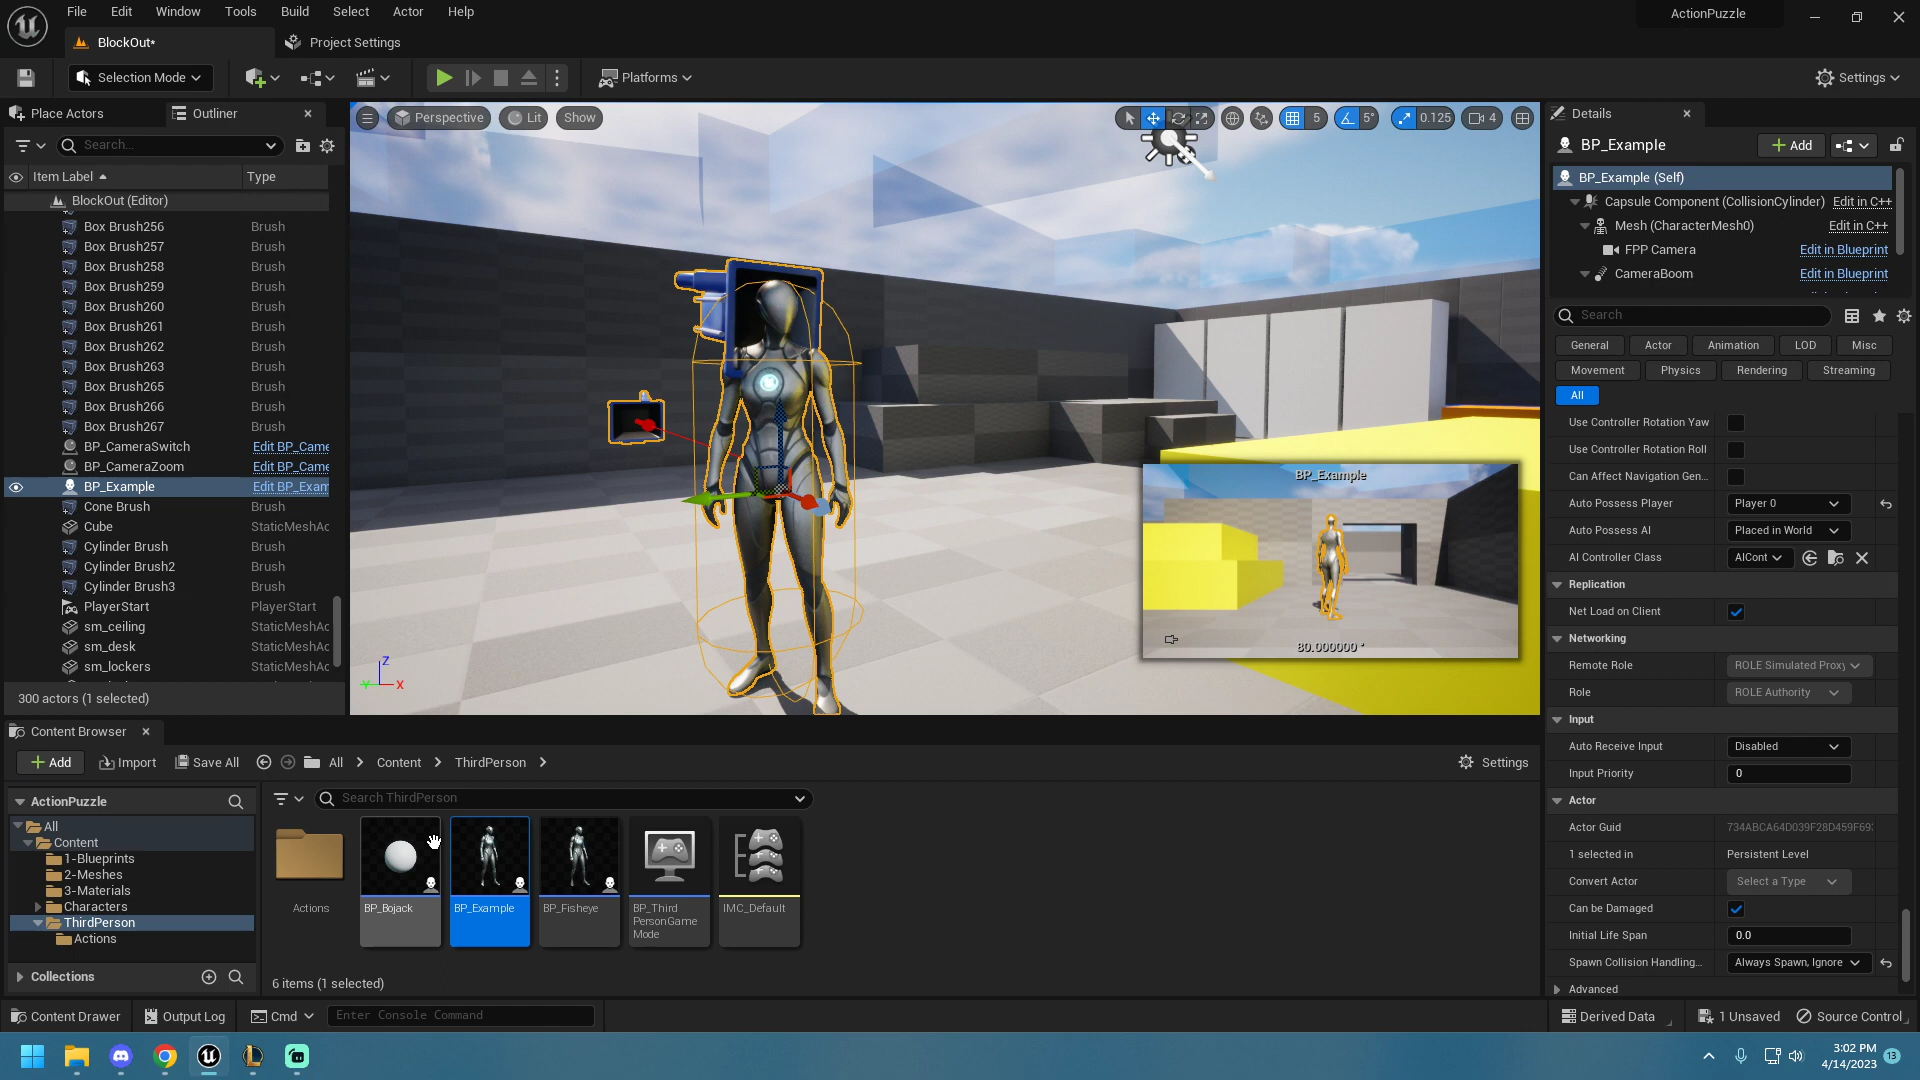 File Edit Window Tools Build Select Actor Help
ActionPuzzle
BlockOut*
Project Settings
Selection Mode
Platforms
Settings
Place Actors
Outliner
Search...
Item Label
Type
BlockOut (Editor)
Box Brush256 Brush
Box Brush257 Brush
Box Brush258 Brush
Box Brush259 Brush
Box Brush260 Brush
Box Brush261 Brush
Box Brush262 Brush
Box Brush263 Brush
Box Brush265 Brush
Box Brush266 Brush
Box Brush267 Brush
BP_CameraSwitch Edit BP_Came
BP_CameraZoom Edit BP_Came
BP_Example Edit BP_Exam
Cone Brush Brush
Cube StaticMeshAc
Cylinder Brush Brush
Cylinder Brush2 Brush
Cylinder Brush3 Brush
PlayerStart PlayerStart
sm_ceiling StaticMeshAc
sm_desk StaticMeshAc
sm_lockers StaticMeshAc
300 actors (1 selected)
Perspective
Lit
Show
5
5°
0.125
4
BP_Example
80.000000 °
Z
Y
X
Details
BP_Example
Add
BP_Example (Self)
Capsule Component (CollisionCylinder) Edit in C++
Mesh (CharacterMesh0) Edit in C++
FPP Camera Edit in Blueprint
CameraBoom Edit in Blueprint
Search
General Actor Animation LOD Misc
Movement Physics Rendering Streaming
All
Use Controller Rotation Yaw
Use Controller Rotation Roll
Can Affect Navigation Gen...
Auto Possess Player Player 0
Auto Possess AI Placed in World
AI Controller Class AICont
Replication
Net Load on Client
Networking
Remote Role ROLE Simulated Proxy
Role ROLE Authority
Input
Auto Receive Input Disabled
Input Priority 0
Actor
Actor Guid 734ABCA64D039F28D459F69
1 selected in Persistent Level
Convert Actor Select a Type
Can be Damaged
Initial Life Span 0.0
Spawn Collision Handling... Always Spawn, Ignore
Advanced
Content Browser
Add
Import
Save All
All
Content
ThirdPerson
Settings
ActionPuzzle
All
Content
1-Blueprints
2-Meshes
3-Materials
Characters
ThirdPerson
Actions
Collections
Search ThirdPerson
Actions
BP_Bojack
BP_Example
BP_Fisheye
BP_Third
PersonGame
Mode
IMC_Default
6 items (1 selected)
Content Drawer
Output Log
Cmd
Enter Console Command
Derived Data
1 Unsaved
Source Control
3:02 PM
4/14/2023
13